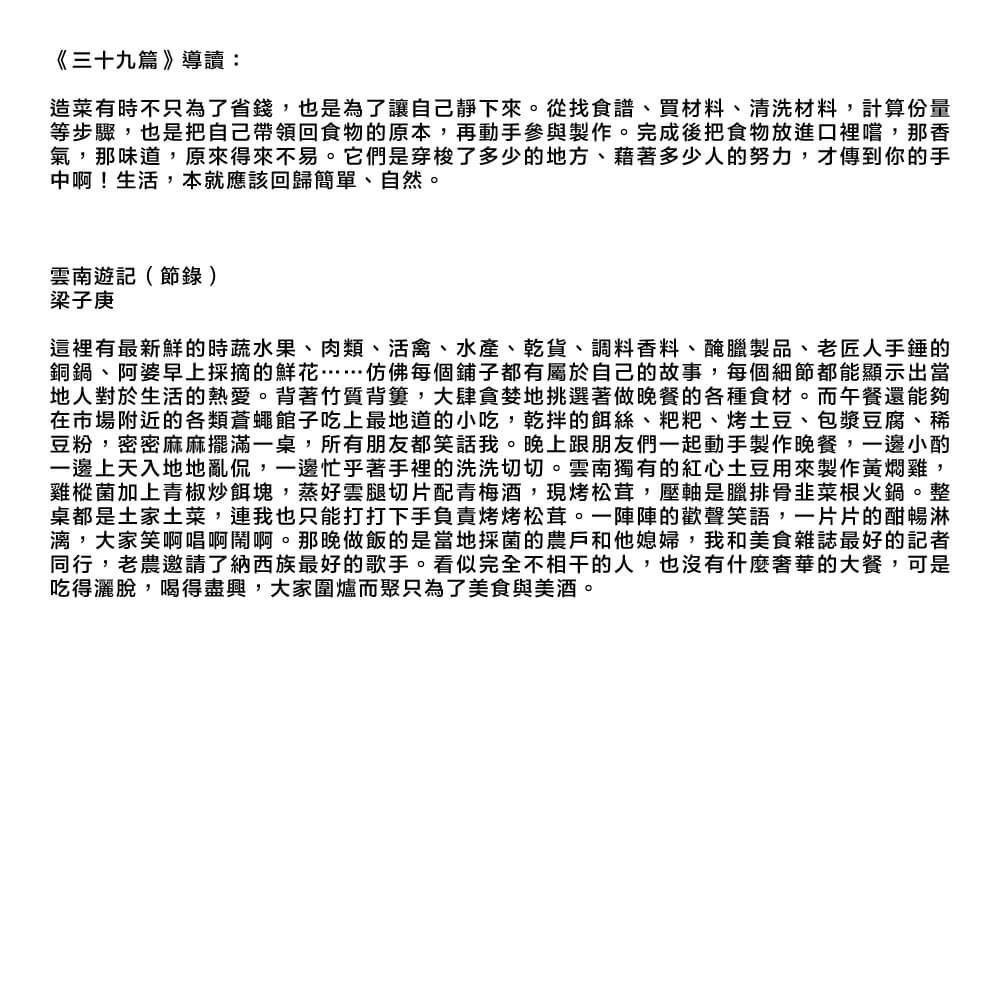 《三十九篇》導讀：
造菜有時不只為了省錢，也是為了讓自己靜下來。從找食譜、買材料、清洗材料，計算份量
等步驟，也是把自己帶領回食物的原本，再動手參與製作。完成後把食物放進口裡嚐，那香
氣，那味道，原來得來不易。它們是穿梭了多少的地方、藉著多少人的努力，才傳到你的手
中啊！生活，本就應該回歸簡單、自然。
雲南遊記（節錄）
梁子庚
這裡有最新鮮的時蔬水果、肉類、活禽、水產、乾貨、調料香料、醃臘製品、老匠人手錘的
銅鍋、阿婆早上採摘的鮮花⋯⋯仿佛每個鋪子都有屬於自己的故事，每個細節都能顯示出當
地人對於生活的熱愛。背著竹質背簍，大肆貪婪地挑選著做晚餐的各種食材。而午餐還能夠
在市場附近的各類蒼蠅館子吃上最地道的小吃，乾拌的餌絲、粑粑、烤土豆、包漿豆腐、稀
豆粉，密密麻麻擺滿一桌，所有朋友都笑話我。晚上跟朋友們一起動手製作晚餐，一邊小酌
一邊上天入地地亂侃，一邊忙乎著手裡的洗洗切切。雲南獨有的紅心土豆用來製作黃燜雞，
雞樅菌加上青椒炒餌塊，蒸好雲腿切片配青梅酒，現烤松茸，壓軸是臘排骨韭菜根火鍋。整
桌都是土家土菜，連我也只能打打下手負責烤烤松茸。一陣陣的歡聲笑語，一片片的酣暢淋
漓，大家笑啊唱啊鬧啊。那晚做飯的是當地採菌的農戶和他媳婦，我和美食雜誌最好的記者
同行，老農邀請了納西族最好的歌手。看似完全不相干的人，也沒有什麼奢華的大餐，可是
吃得灑脫，喝得盡興，大家圍爐而聚只為了美食與美酒。